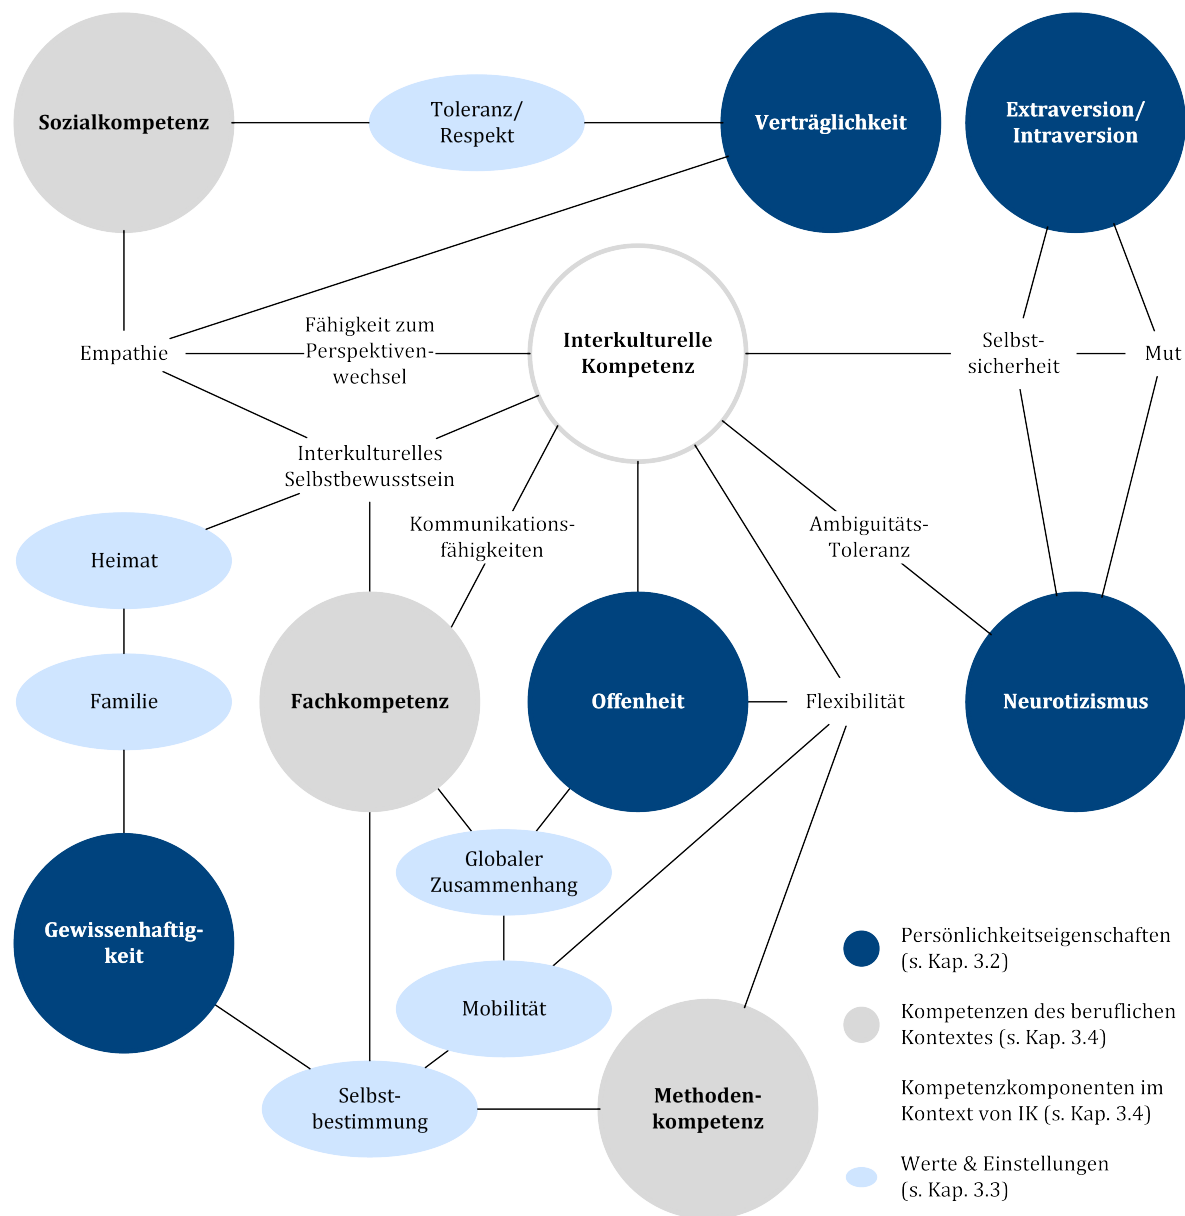 Sozialkompetenz
Toleranz/
Respekt
Verträglichkeit
Extraversion/
Intraversion
Empathie
Fähigkeit zum
Perspektiven-
wechsel
Interkulturelle
Kompetenz
Selbst-
sicherheit
Mut
Interkulturelles
Selbstbewusstsein
Kommunikations-
fähigkeiten
Ambiguitäts-
Toleranz
Heimat
Familie
Fachkompetenz
Offenheit
Flexibilität
Neurotizismus
Globaler
Zusammenhang
Gewissenhaftig-
keit
Mobilität
Selbst-
bestimmung
Methoden-
kompetenz
Persönlichkeitseigenschaften
(s. Kap. 3.2)
Kompetenzen des beruflichen
Kontextes (s. Kap. 3.4)
Kompetenzkomponenten im
Kontext von IK (s. Kap. 3.4)
Werte & Einstellungen
(s. Kap. 3.3)